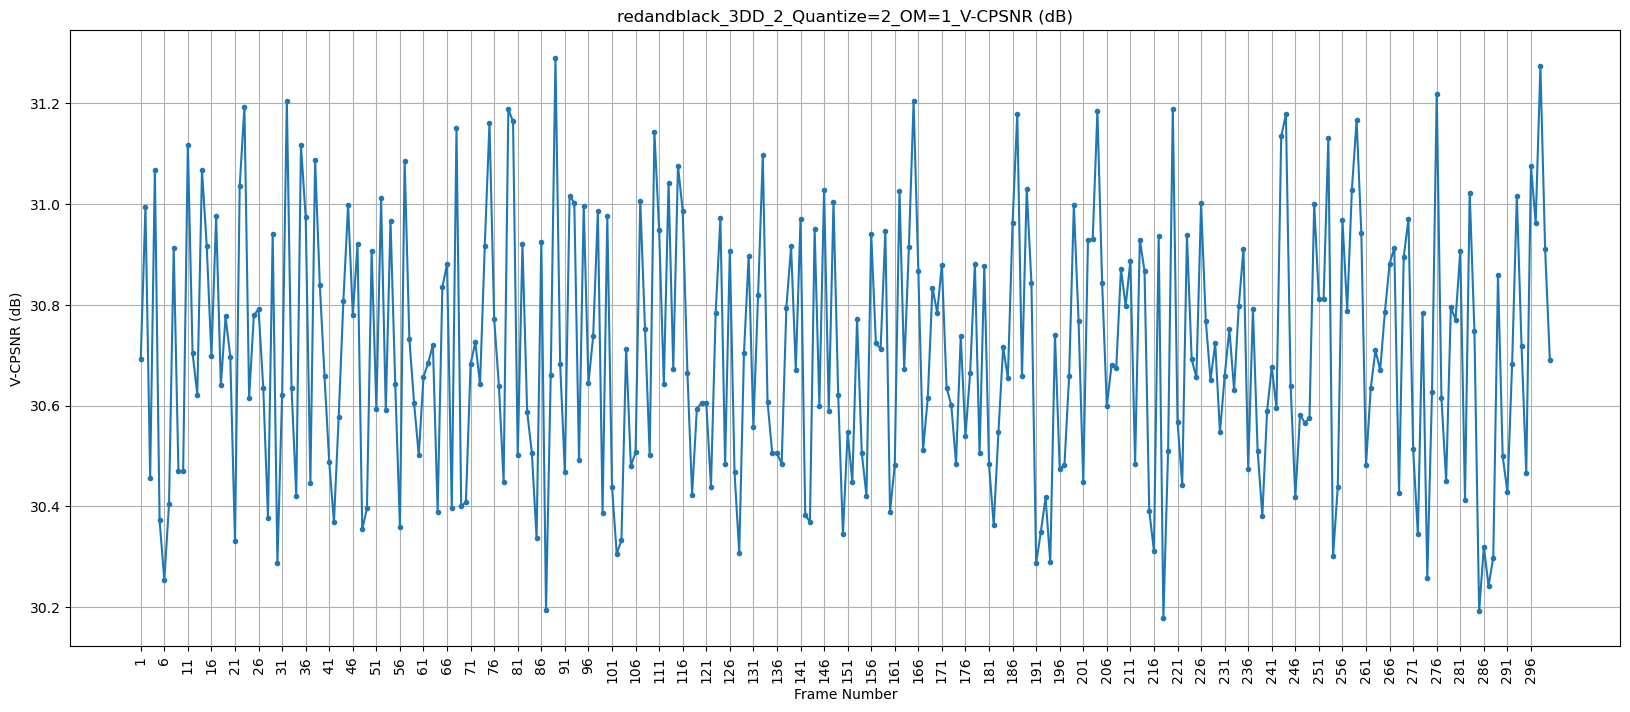 redandblack_3DD_2_Quantize=2_OM=1_V-CPSNR (dB)
V-CPSNR (dB)
31.2
31.0
30.8
30.6
30.4
30.2
1 6 11 16 21 26 31 36 41 46 51 56 61 66 71 76 81 86 91 96 101 106 111 116 121 126 131 136 141 146 151 156 161 166 171 176 181 186 191 196 201 206 211 216 221 226 231 236 241 246 251 256 261 266 271 276 281 286 291 296
Frame Number